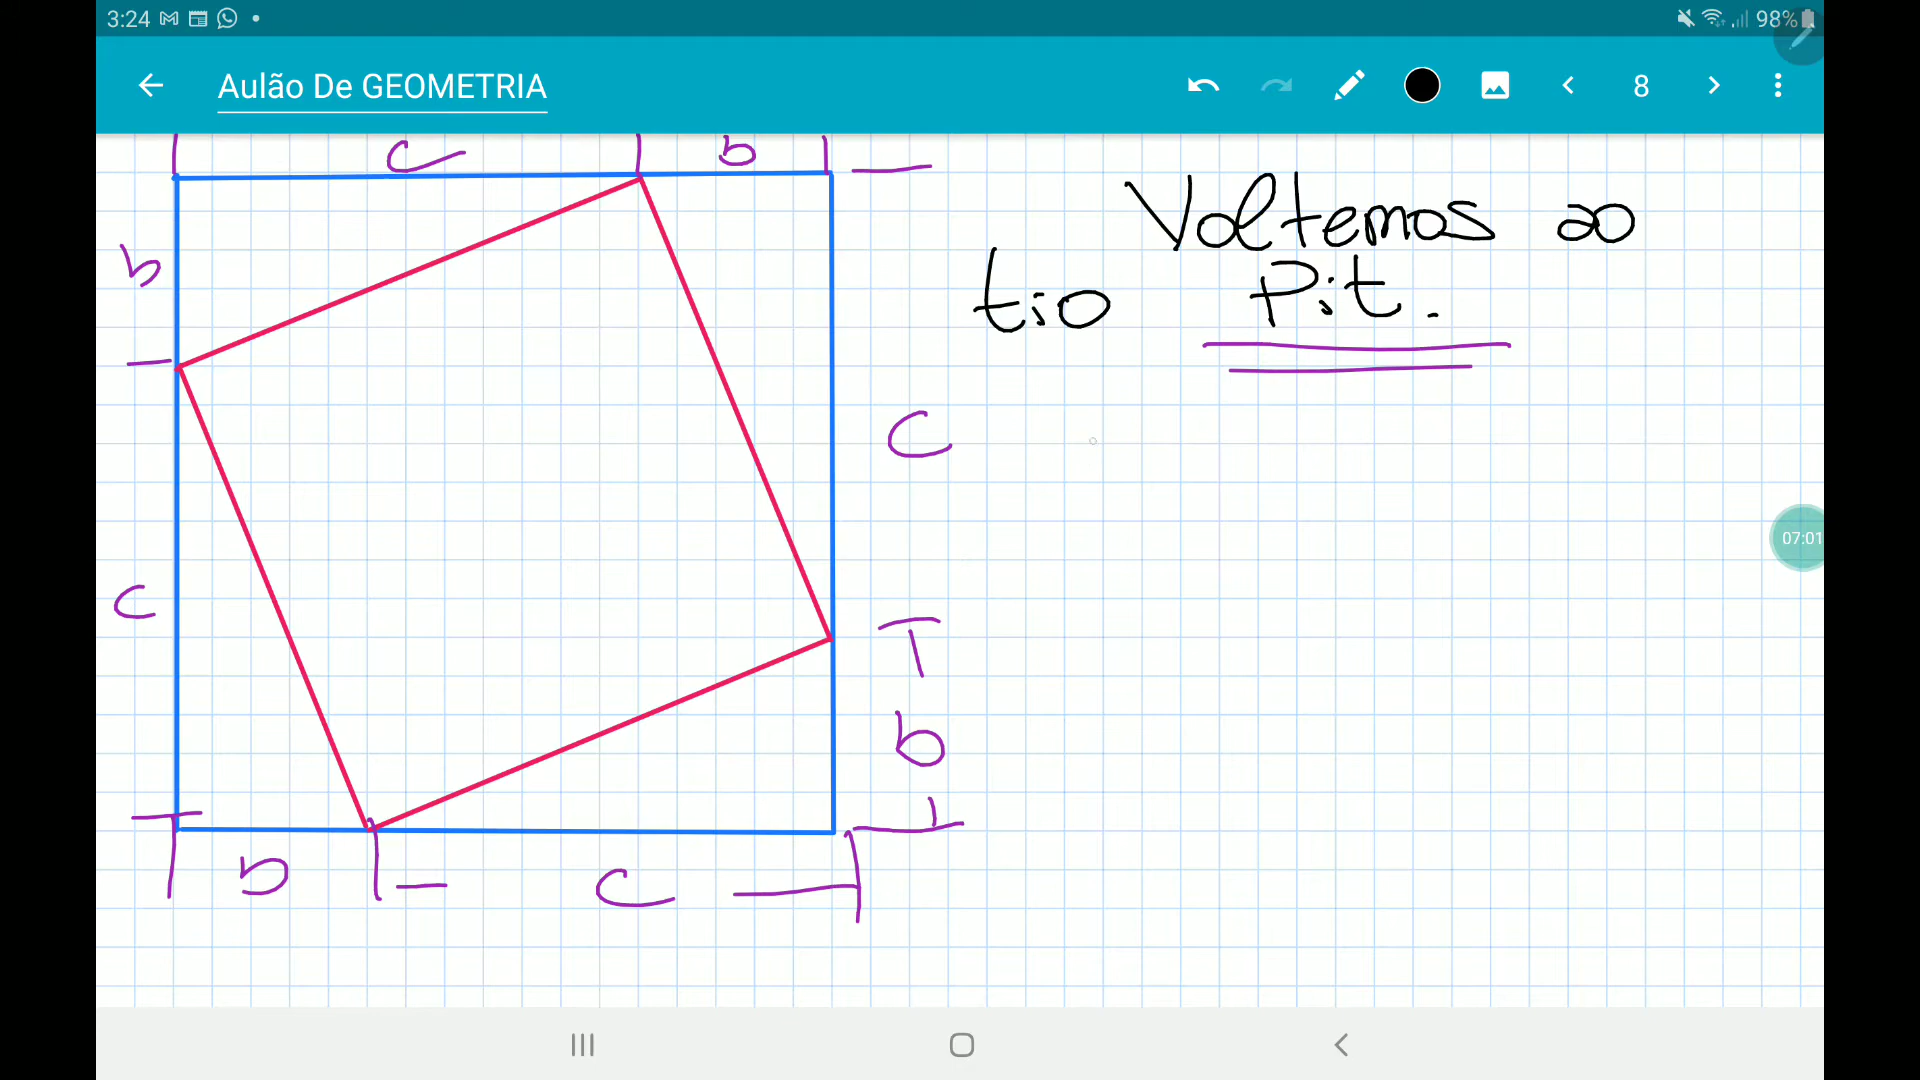 3:24 98%
Aulão De GEOMETRIA 8
c b
Voltemos ao
b
tio Pit.
c
07:01
c
b
b c